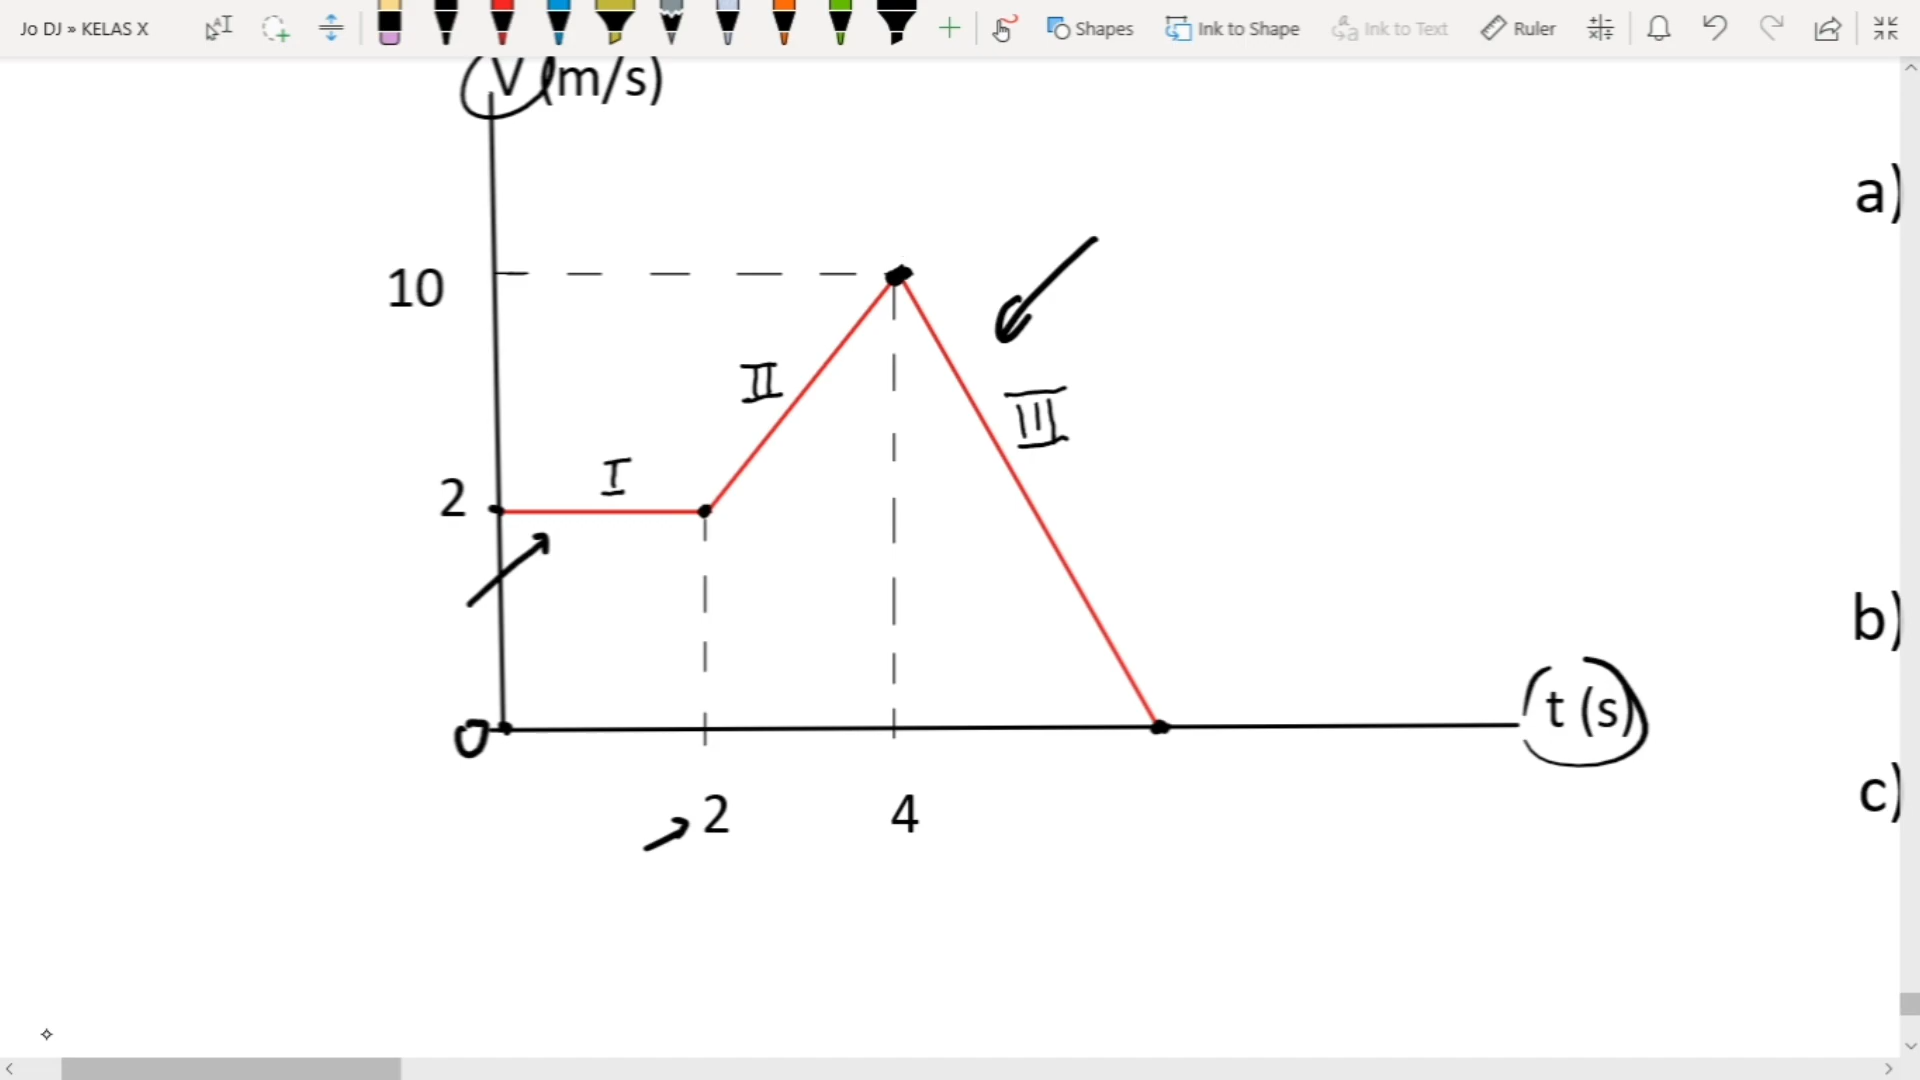 Jo DJ » KELAS X
Shapes
Ink to Shape
Ink to Text
Ruler
V (m/s)
a)
10
II
III
I
2
b)
t (s)
0
c)
2
4